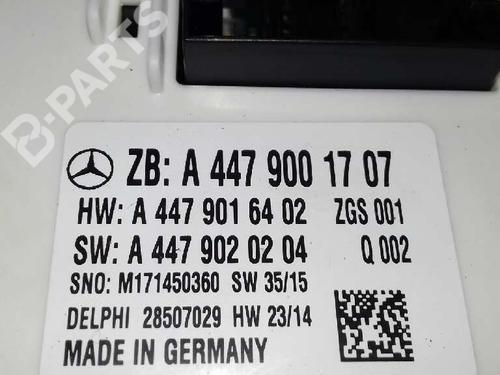 B-PARTS
ZB: A 447 900 17 07
HW: A 447 901 64 02 ZGS 001
SW: A 447 902 02 04 Q 002
SNO: M171450360 SW 35/15
DELPHI 28507029 HW 23/14
MADE IN GERMANY